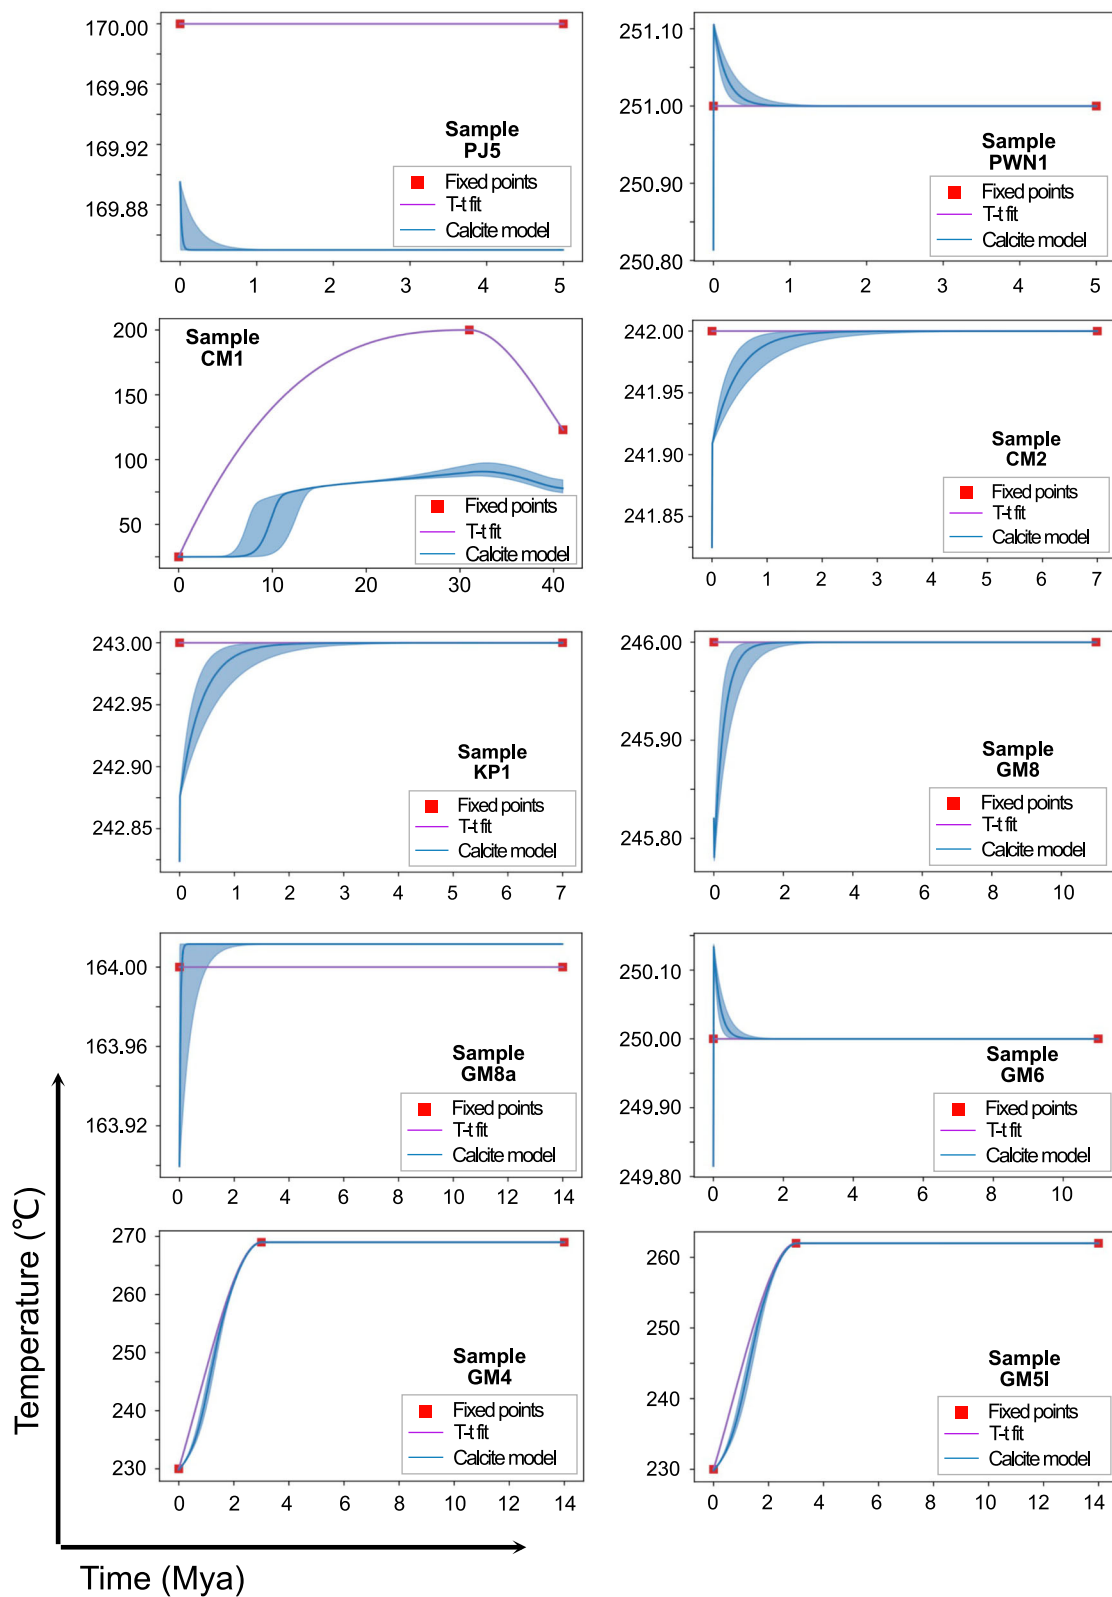 170.00
169.96
169.92
169.88
Sample
PJ5
Fixed points
T-t fit
Calcite model
0 1 2 3 4 5
251.10
251.00
250.90
250.80
Sample
PWN1
Fixed points
T-t fit
Calcite model
0 1 2 3 4 5
200
150
100
50
Sample
CM1
Fixed points
T-t fit
Calcite model
0 10 20 30 40
242.00
241.95
241.90
241.85
Sample
CM2
Fixed points
T-t fit
Calcite model
0 1 2 3 4 5 6 7
243.00
242.95
242.90
242.85
Sample
KP1
Fixed points
T-t fit
Calcite model
0 1 2 3 4 5 6 7
246.00
245.90
245.80
Sample
GM8
Fixed points
T-t fit
Calcite model
0 2 4 6 8 10
164.00
163.96
163.92
Sample
GM8a
Fixed points
T-t fit
Calcite model
0 2 4 6 8 10 12 14
250.10
250.00
249.90
249.80
Sample
GM6
Fixed points
T-t fit
Calcite model
0 2 4 6 8 10
270
260
250
240
230
Sample
GM4
Fixed points
T-t fit
Calcite model
0 2 4 6 8 10 12 14
260
250
240
230
Sample
GM5I
Fixed points
T-t fit
Calcite model
0 2 4 6 8 10 12 14
Temperature (℃)
Time (Mya)